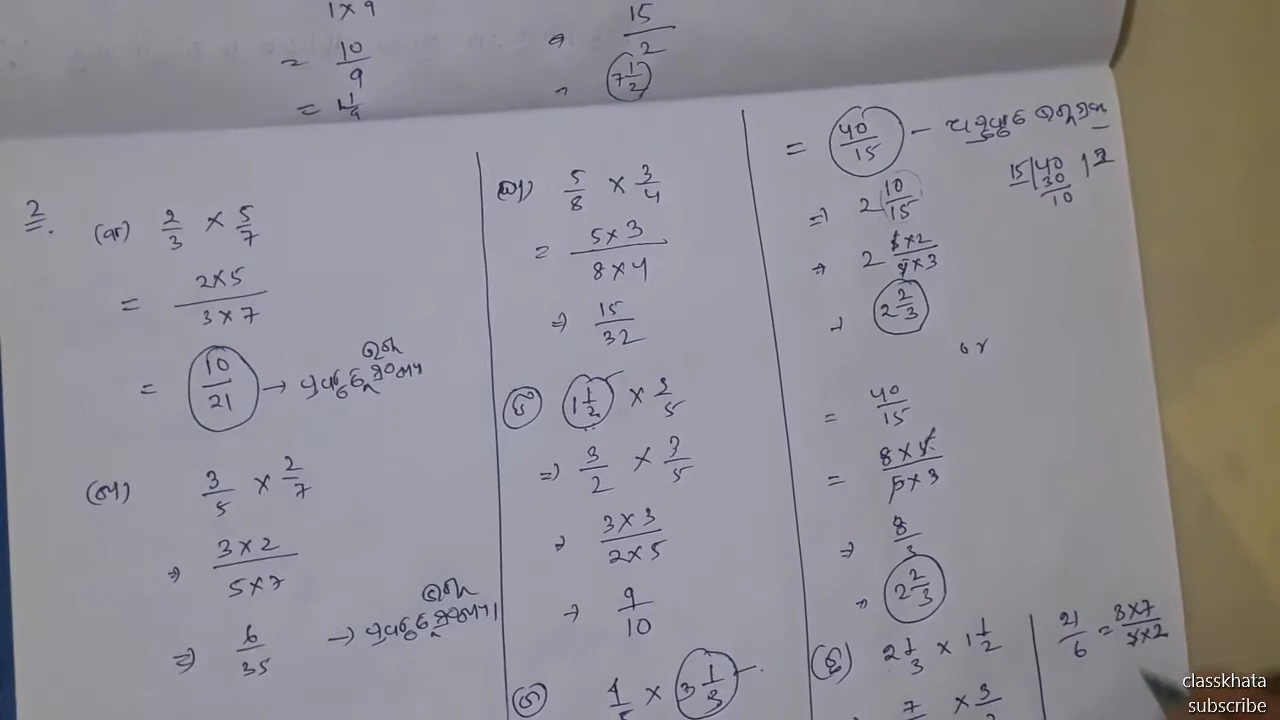 1 × 9
= 10/9
= 1 1/9
⇒ 15/2
⇒ 7 1/2
2.
(କ) 2/3 × 5/7
= 2×5 / 3×7
= 10/21 →
3/5 × 2/7
⇒ 3×2 / 5×7
⇒ 6/35 →
5/8 × 3/4
= 5×3 / 8×4
⇒ 15/32
1 1/2 × 3/5
⇒ 3/2 × 3/5
⇒ 3×3 / 2×5
⇒ 9/10
4/5 × 3 1/3
= 40/15 –
15 | 40 | 2
30
10
⇒ 2 10/15
⇒ 2 5×2 / 5×3
⇒ 2 2/3
or
= 40/15
= 8×5 / 5×3
⇒ 8/3
⇒ 2 2/3
2 1/3 × 1 1/2
7 × 3
21/6 = 3×7 / 3×2
classkhata
subscribe